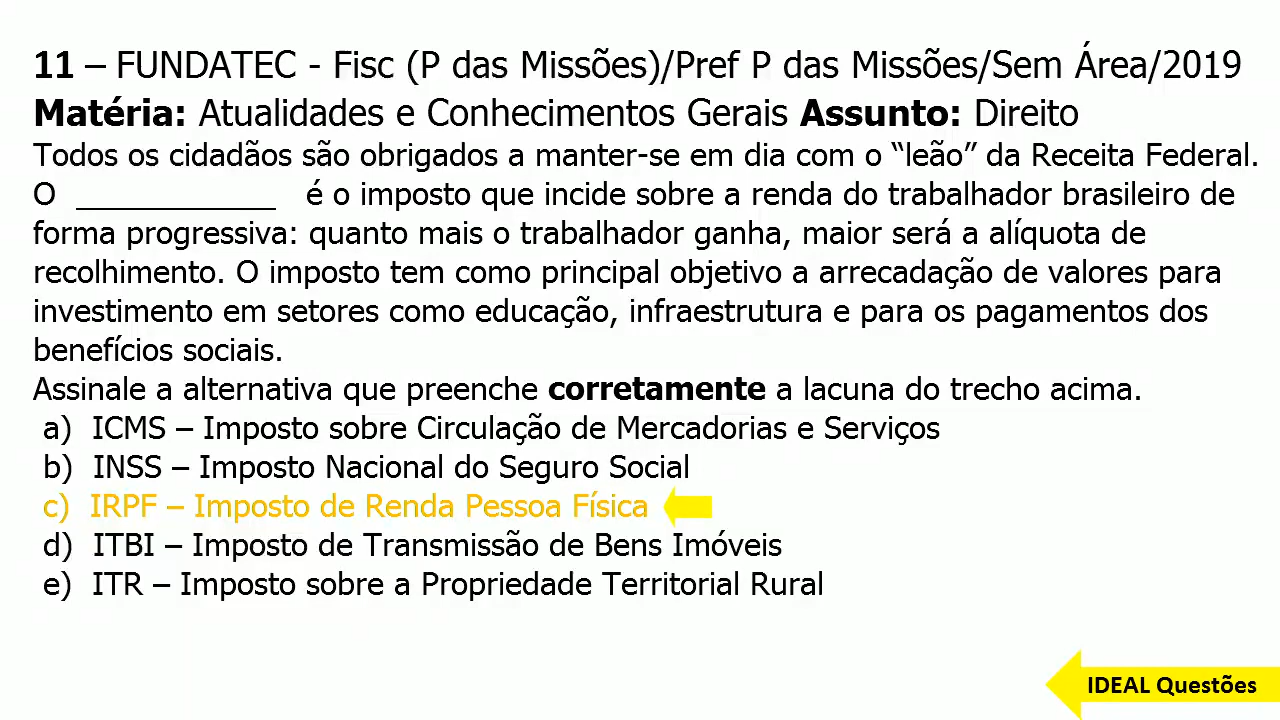 11 – FUNDATEC - Fisc (P das Missões)/Pref P das Missões/Sem Área/2019
Matéria: Atualidades e Conhecimentos Gerais Assunto: Direito
Todos os cidadãos são obrigados a manter-se em dia com o “leão” da Receita Federal.
O ____________ é o imposto que incide sobre a renda do trabalhador brasileiro de
forma progressiva: quanto mais o trabalhador ganha, maior será a alíquota de
recolhimento. O imposto tem como principal objetivo a arrecadação de valores para
investimento em setores como educação, infraestrutura e para os pagamentos dos
benefícios sociais.
Assinale a alternativa que preenche corretamente a lacuna do trecho acima.
a) ICMS – Imposto sobre Circulação de Mercadorias e Serviços
b) INSS – Imposto Nacional do Seguro Social
c) IRPF – Imposto de Renda Pessoa Física
d) ITBI – Imposto de Transmissão de Bens Imóveis
e) ITR – Imposto sobre a Propriedade Territorial Rural
IDEAL Questões